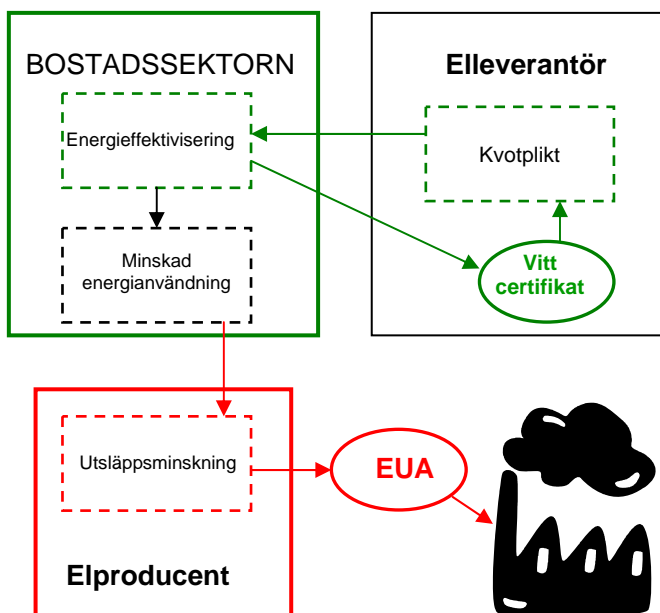 BOSTADSSEKTORN
Energieffektivisering
Minskad
energianvändning
Elleverantör
Kvotplikt
Vitt
certifikat
Utsläppsminskning
Elproducent
EUA